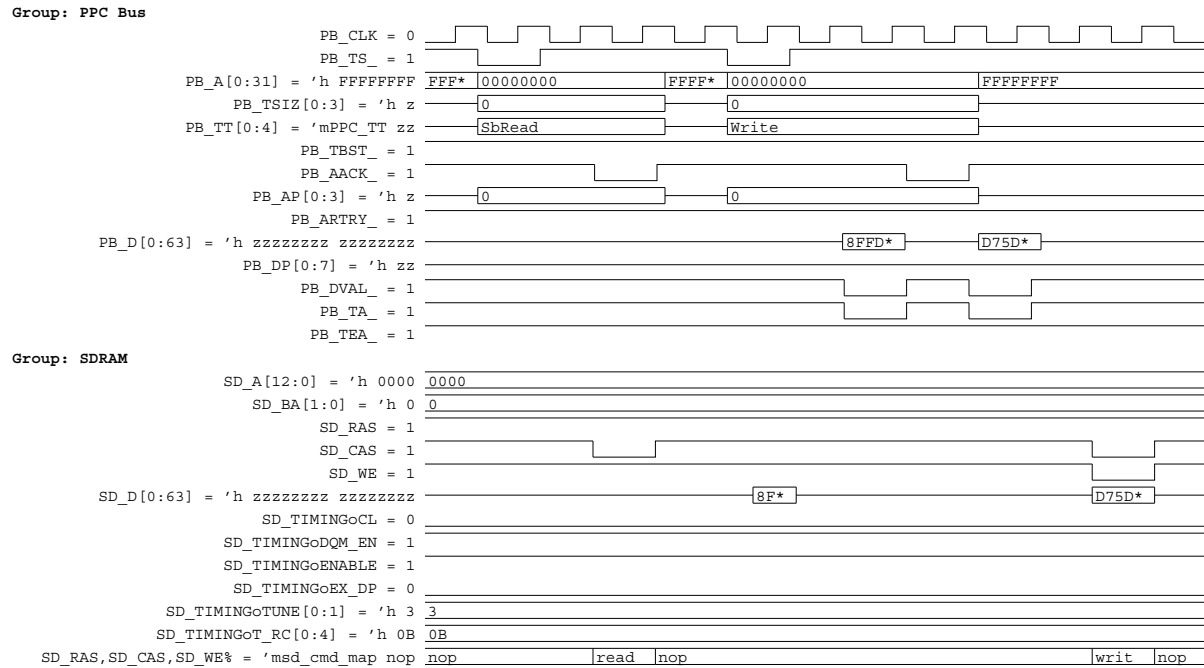 Group: PPC Bus
PB_CLK = 0
PB_TS_ = 1
PB_A[0:31] = 'h FFFFFFFF FFF* 00000000 FFFF* 00000000 FFFFFFFF
PB_TSIZ[0:3] = 'h z 0 0
PB_TT[0:4] = 'mPPC_TT zz SbRead Write
PB_TBST_ = 1
PB_AACK_ = 1
PB_AP[0:3] = 'h z 0 0
PB_ARTRY_ = 1
PB_D[0:63] = 'h zzzzzzzz zzzzzzzz 8FFD* D75D*
PB_DP[0:7] = 'h zz
PB_DVAL_ = 1
PB_TA_ = 1
PB_TEA_ = 1
Group: SDRAM
SD_A[12:0] = 'h 0000 0000
SD_BA[1:0] = 'h 0 0
SD_RAS = 1
SD_CAS = 1
SD_WE = 1
SD_D[0:63] = 'h zzzzzzzz zzzzzzzz 8F* D75D*
SD_TIMINGoCL = 0
SD_TIMINGoDQM_EN = 1
SD_TIMINGoENABLE = 1
SD_TIMINGoEX_DP = 0
SD_TIMINGoTUNE[0:1] = 'h 3 3
SD_TIMINGoT_RC[0:4] = 'h 0B 0B
SD_RAS,SD_CAS,SD_WE% = 'msd_cmd_map nop nop read nop writ nop